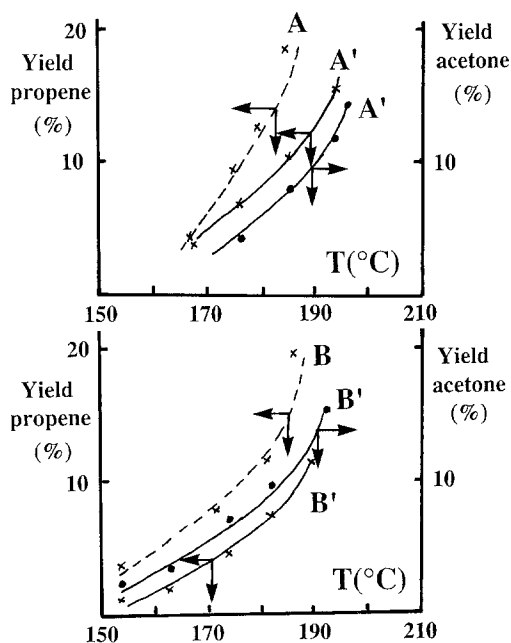 20
A
Yield
propene
(%)
A'
Yield
acetone
(%)
A'
10
10
T(°C)
150
170
190
210
20
B
Yield
propene
(%)
B'
Yield
acetone
(%)
10
10
B'
T(°C)
150
170
190
210